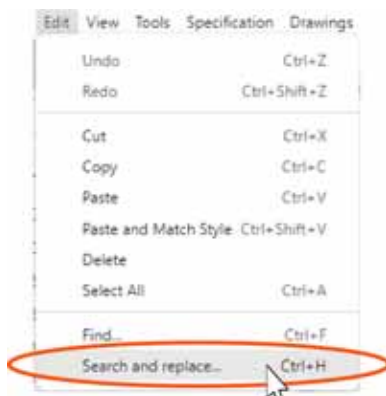 Edit View Tools Specification Drawings
Undo Ctrl+Z
Redo Ctrl+Shift+Z
Cut Ctrl+X
Copy Ctrl+C
Paste Ctrl+V
Paste and Match Style Ctrl+Shift+V
Delete
Select All Ctrl+A
Find... Ctrl+F
Search and replace... Ctrl+H